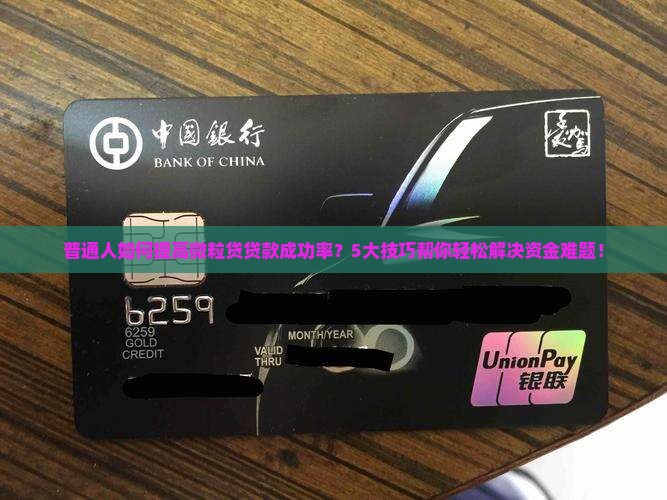 中国银行
BANK OF CHINA
普通人如何提高微粒贷贷款成功率？5大技巧帮你轻松解决资金难题！
6259
6259
GOLD
CREDIT
MONTH/YEAR
VALID
THRU
UnionPay
银联